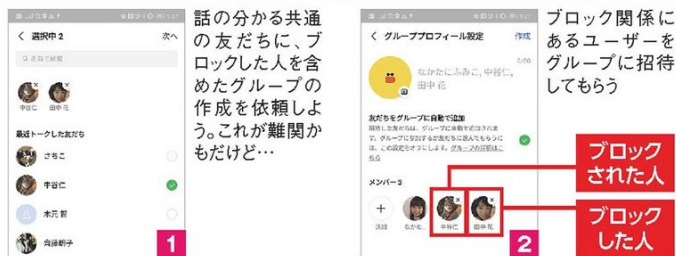 選択中 2
次へ
名前で検索
中谷仁
田中 花
最近トークした友だち
さちこ
中谷仁
木元 哲
斉藤朗子
1
話の分かる共通
の友だちに、ブ
ロックした人を含
めたグループの
作成を依頼しよ
う。これが難関か
もだけど…
グループプロフィール設定
作成
なかたにふみこ, 中谷仁,
田中 花
友だちをグループに自動で追加
メンバー 3
追加
なかた...
中谷仁
田中 花
2
ブロック関係に
あるユーザーを
グループに招待
してもらう
ブロック
された人
ブロック
した人